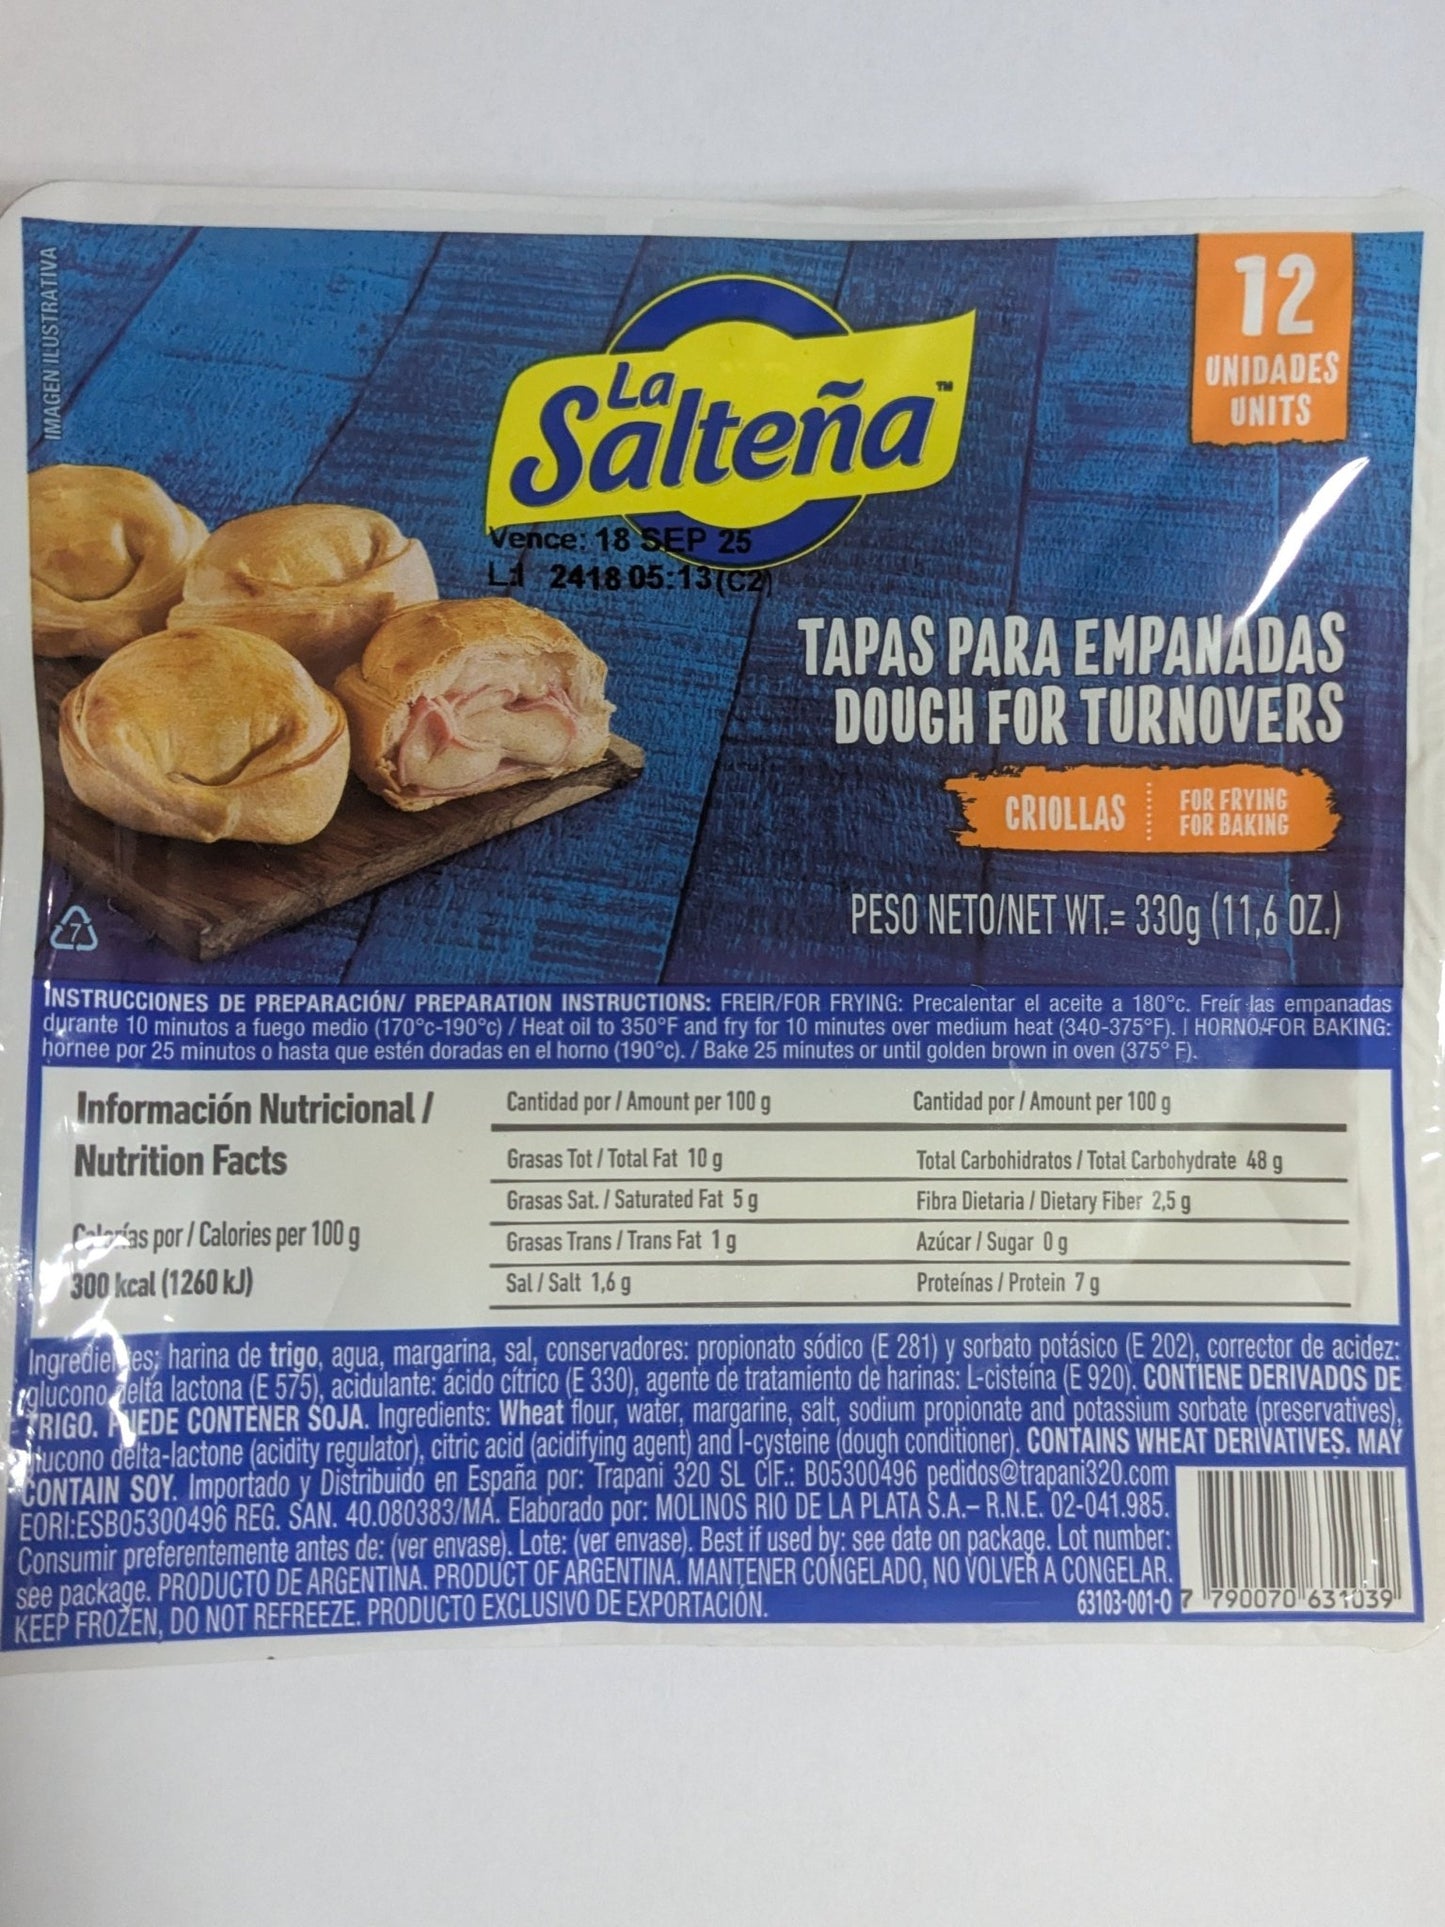 IMAGEN ILUSTRATIVA
12
UNIDADES
UNITS
La
Salteña™
Vence: 18 SEP 25
L1 2418 05:13(C2)
TAPAS PARA EMPANADAS
DOUGH FOR TURNOVERS
CRIOLLAS
FOR FRYING
FOR BAKING
7
PESO NETO/NET WT.= 330g (11,6 OZ.)
INSTRUCCIONES DE PREPARACIÓN/ PREPARATION INSTRUCTIONS: FREIR/FOR FRYING: Precalentar el aceite a 180°c. Freír las empanadas
durante 10 minutos a fuego medio (170°c-190°c) / Heat oil to 350°F and fry for 10 minutes over medium heat (340-375°F). | HORNO/FOR BAKING:
hornee por 25 minutos o hasta que estén doradas en el horno (190°c). / Bake 25 minutes or until golden brown in oven (375° F).
Información Nutricional /
Nutrition Facts
Calorías por / Calories per 100 g
300 kcal (1260 kJ)
Cantidad por / Amount per 100 g
Grasas Tot / Total Fat 10 g
Grasas Sat. / Saturated Fat 5 g
Grasas Trans / Trans Fat 1 g
Sal / Salt 1,6 g
Cantidad por / Amount per 100 g
Total Carbohidratos / Total Carbohydrate 48 g
Fibra Dietaria / Dietary Fiber 2,5 g
Azúcar / Sugar 0 g
Proteínas / Protein 7 g
Ingredientes: harina de trigo, agua, margarina, sal, conservadores: propionato sódico (E 281) y sorbato potásico (E 202), corrector de acidez:
glucono delta lactona (E 575), acidulante: ácido cítrico (E 330), agente de tratamiento de harinas: L-cisteína (E 920). CONTIENE DERIVADOS DE
TRIGO. PUEDE CONTENER SOJA. Ingredients: Wheat flour, water, margarine, salt, sodium propionate and potassium sorbate (preservatives),
glucono delta-lactone (acidity regulator), citric acid (acidifying agent) and l-cysteine (dough conditioner). CONTAINS WHEAT DERIVATIVES. MAY
CONTAIN SOY. Importado y Distribuido en España por: Trapani 320 SL CIF.: B05300496 pedidos@trapani320.com
EORI:ESB05300496 REG. SAN. 40.080383/MA. Elaborado por: MOLINOS RIO DE LA PLATA S.A.– R.N.E. 02-041.985.
Consumir preferentemente antes de: (ver envase). Lote: (ver envase). Best if used by: see date on package. Lot number:
see package. PRODUCTO DE ARGENTINA. PRODUCT OF ARGENTINA. MANTENER CONGELADO, NO VOLVER A CONGELAR.
KEEP FROZEN, DO NOT REFREEZE. PRODUCTO EXCLUSIVO DE EXPORTACIÓN.
63103-001-0
7 790070 631039